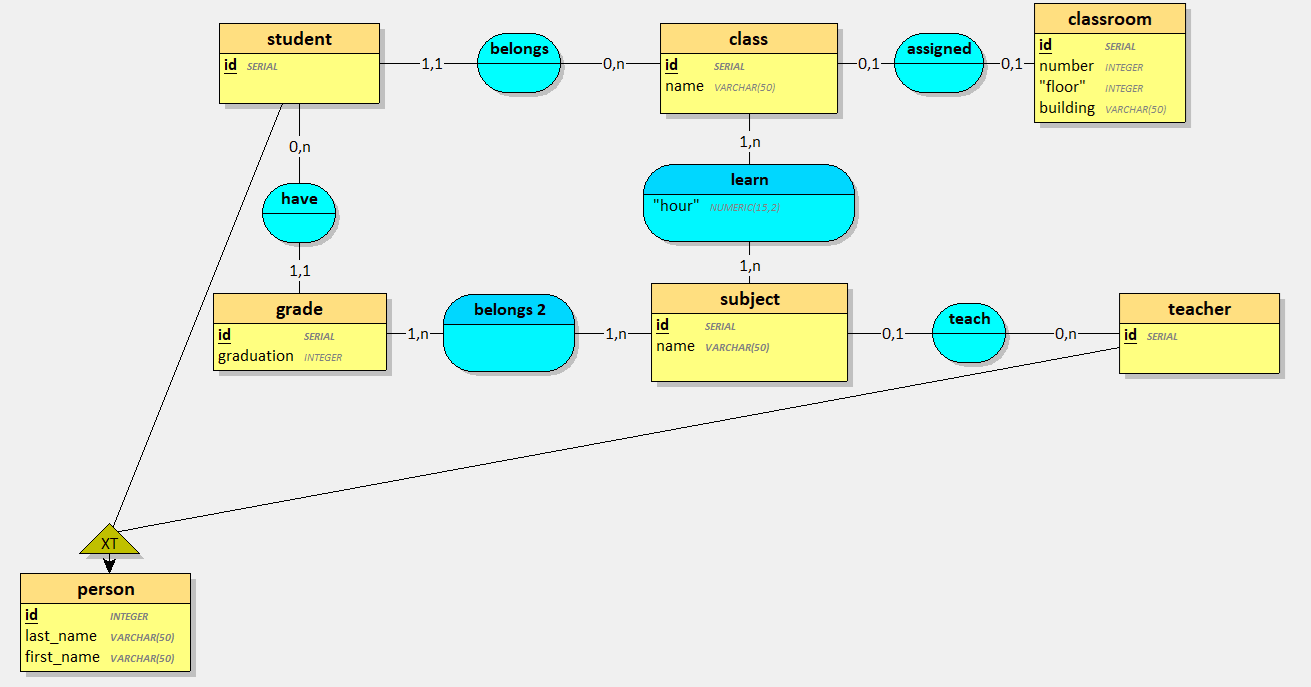 student
id SERIAL
1,1
belongs
0,n
class
id SERIAL
name VARCHAR(50)
0,1
assigned
0,1
classroom
id SERIAL
number INTEGER
"floor" INTEGER
building VARCHAR(50)
0,n
have
1,1
1,n
learn
"hour" NUMERIC(15,2)
1,n
grade
id SERIAL
graduation INTEGER
1,n
belongs 2
1,n
subject
id SERIAL
name VARCHAR(50)
0,1
teach
0,n
teacher
id SERIAL
XT
person
id INTEGER
last_name VARCHAR(50)
first_name VARCHAR(50)